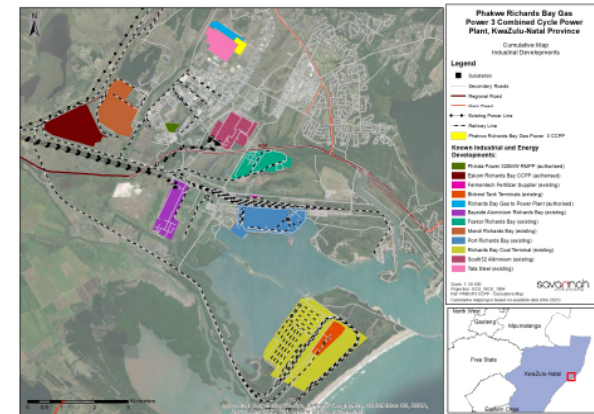 Phakwe Richards Bay Gas
Power 3 Combined Cycle Power
Plant, KwaZulu-Natal Province
Cumulative Map
Industrial Developments
Legend
Substation
Secondary Roads
Regional Road
Main Road
Existing Power Line
Railway Line
Phakwe Richards Bay Gas Power 3 CCPP
Known Industrial and Energy
Developments:
Phinda Power 320MW RMPP (authorised)
Eskom Richards Bay CCPP (authorised)
Fermentech Fertilizer Supplier (existing)
Bidvest Tank Terminals (existing)
Richards Bay Gas to Power Plant (authorised)
Bayside Aluminium Richards Bay (existing)
Foskor Richards Bay (existing)
Mondi Richards Bay (existing)
Port Richards Bay (existing)
Richards Bay Coal Terminal (existing)
South32 Aluminium (existing)
Tata Steel (existing)
savannah
North West
Gauteng
Mpumalanga
Free State
KwaZulu-Natal
Eastern Cape
N